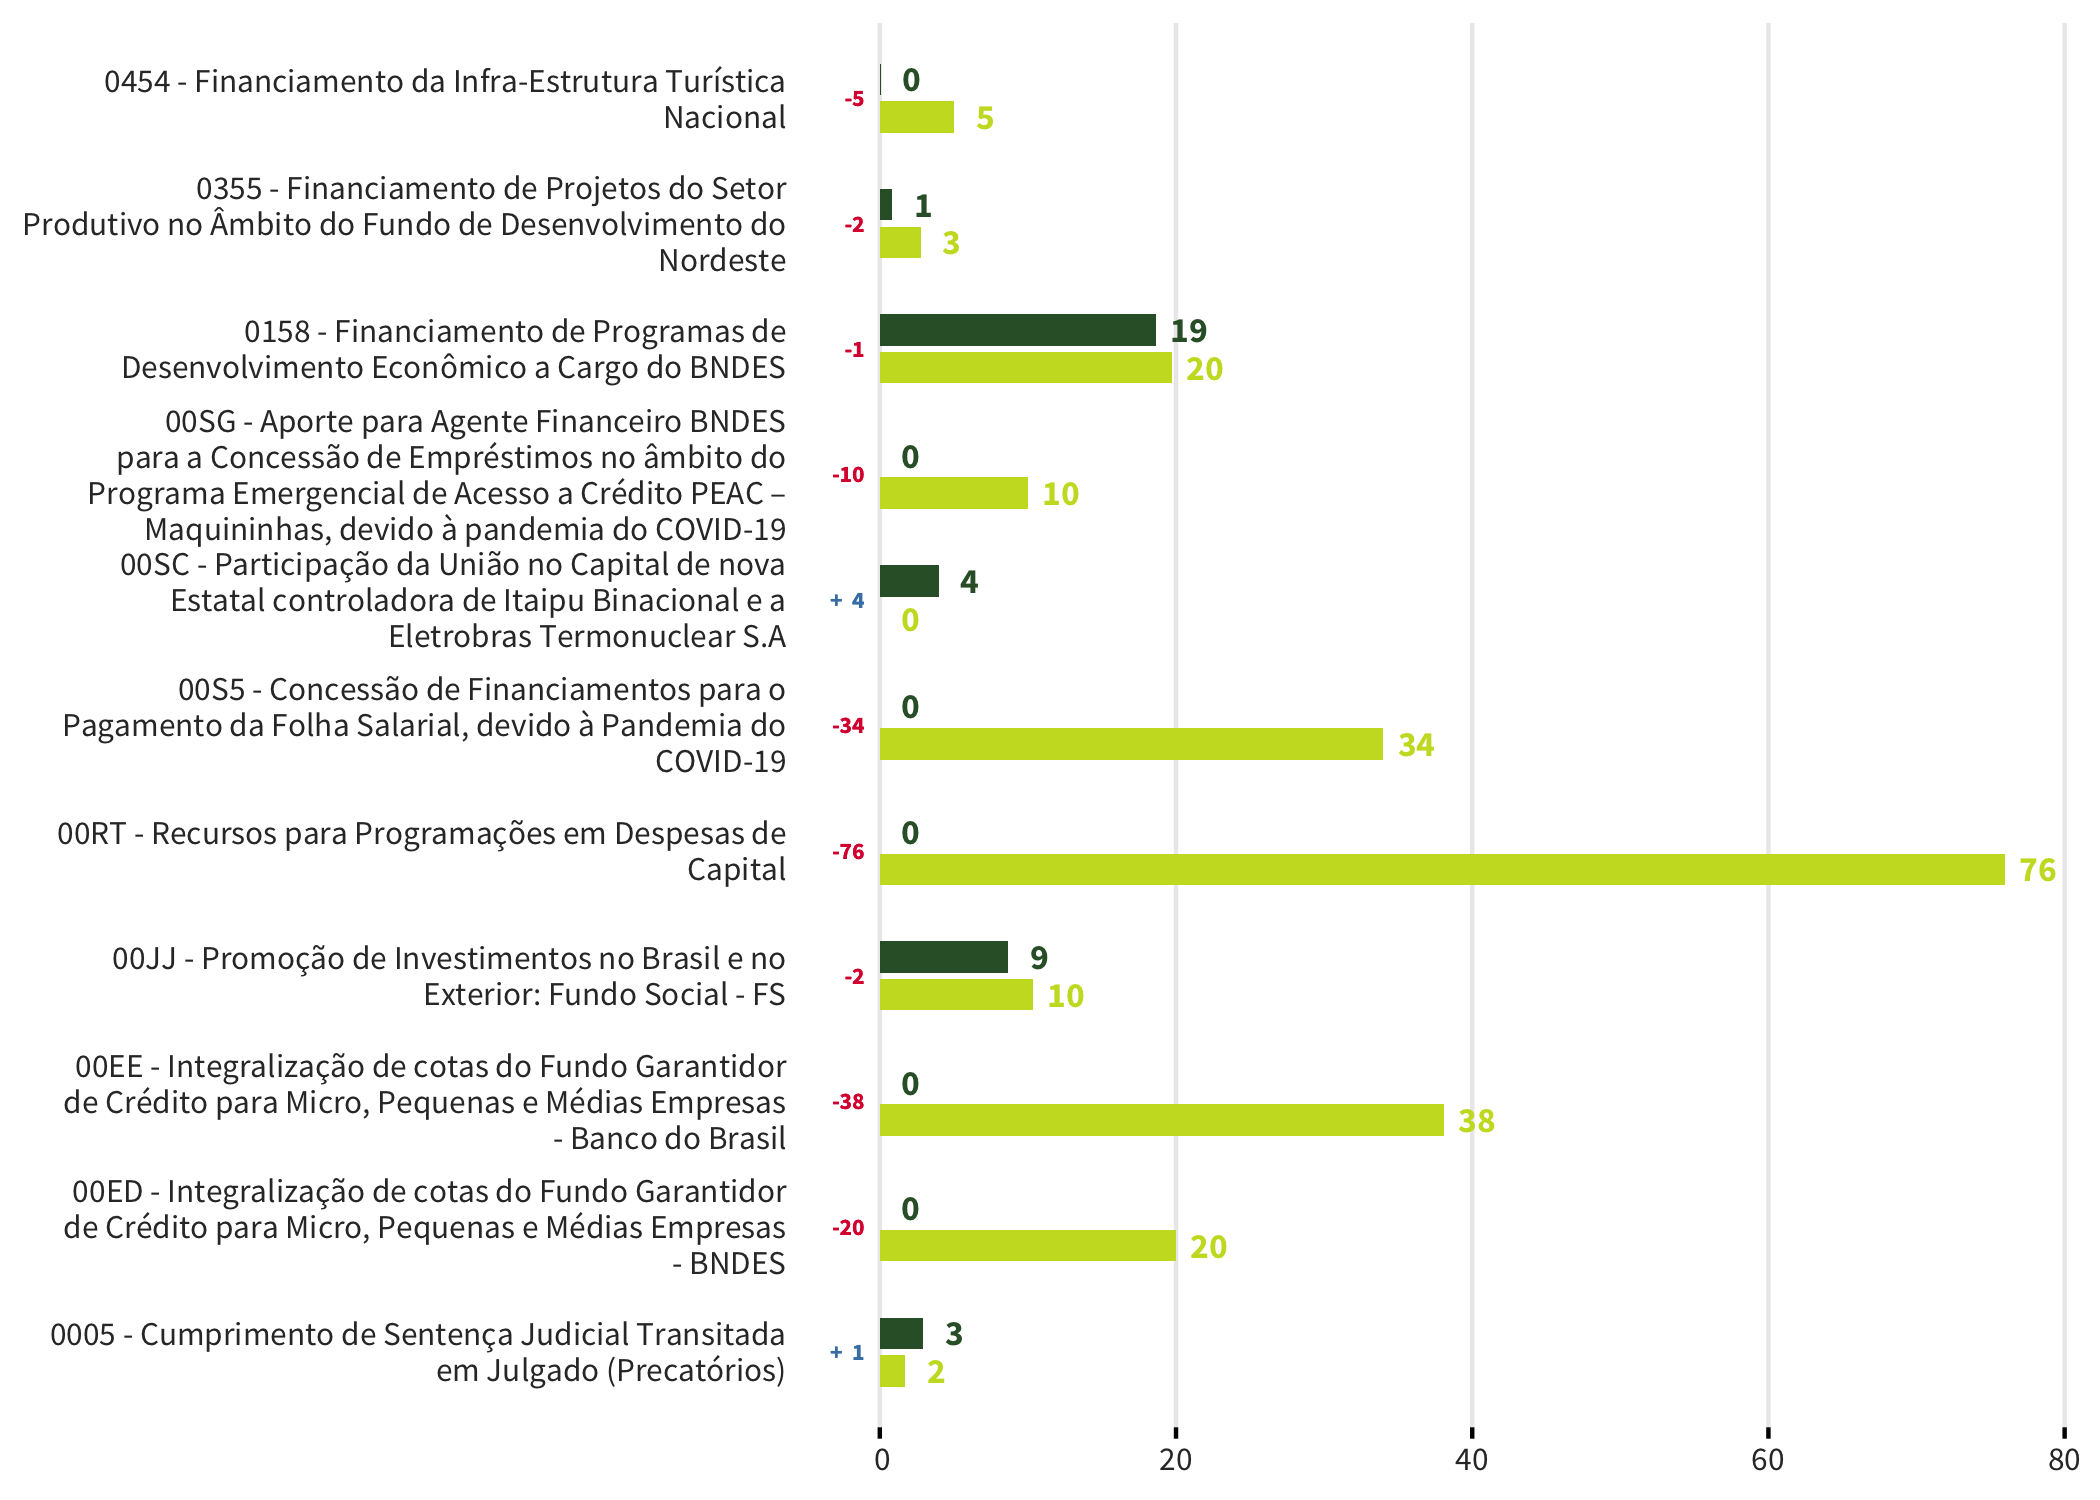 0454 - Financiamento da Infra-Estrutura Turística
Nacional
-5
0
5
0355 - Financiamento de Projetos do Setor
Produtivo no Âmbito do Fundo de Desenvolvimento do
Nordeste
-2
1
3
0158 - Financiamento de Programas de
Desenvolvimento Econômico a Cargo do BNDES
-1
19
20
00SG - Aporte para Agente Financeiro BNDES
para a Concessão de Empréstimos no âmbito do
Programa Emergencial de Acesso a Crédito PEAC –
Maquininhas, devido à pandemia do COVID-19
-10
0
10
00SC - Participação da União no Capital de nova
Estatal controladora de Itaipu Binacional e a
Eletrobras Termonuclear S.A
+ 4
4
0
00S5 - Concessão de Financiamentos para o
Pagamento da Folha Salarial, devido à Pandemia do
COVID-19
-34
0
34
00RT - Recursos para Programações em Despesas de
Capital
-76
0
76
00JJ - Promoção de Investimentos no Brasil e no
Exterior: Fundo Social - FS
-2
9
10
00EE - Integralização de cotas do Fundo Garantidor
de Crédito para Micro, Pequenas e Médias Empresas
- Banco do Brasil
-38
0
38
00ED - Integralização de cotas do Fundo Garantidor
de Crédito para Micro, Pequenas e Médias Empresas
- BNDES
-20
0
20
0005 - Cumprimento de Sentença Judicial Transitada
em Julgado (Precatórios)
+ 1
3
2
0 20 40 60 80